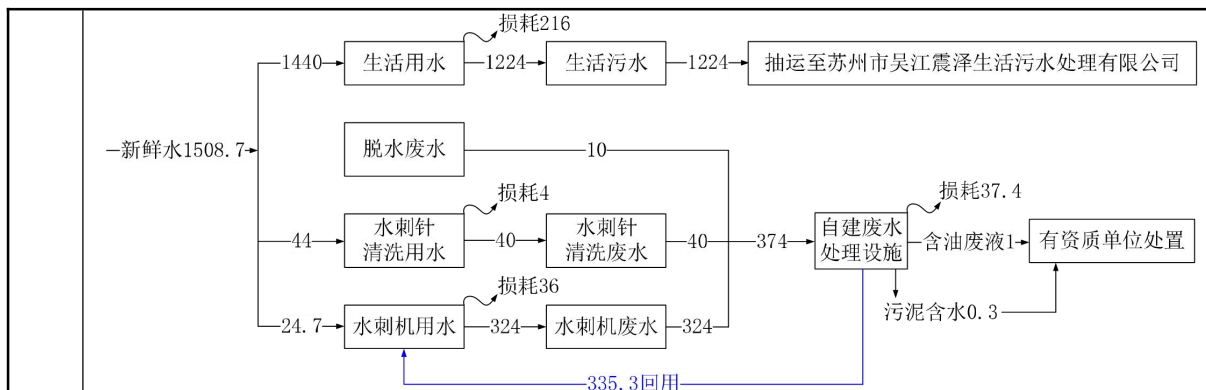 损耗216
1440
生活用水
1224
生活污水
1224
抽运至苏州市吴江震泽生活污水处理有限公司
新鲜水1508.7
脱水废水
10
损耗4
损耗37.4
44
水刺针
清洗用水
40
水刺针
清洗废水
40
374
自建废水
处理设施
含油废液1
有资质单位处置
损耗36
污泥含水0.3
24.7
水刺机用水
324
水刺机废水
324
335.3回用